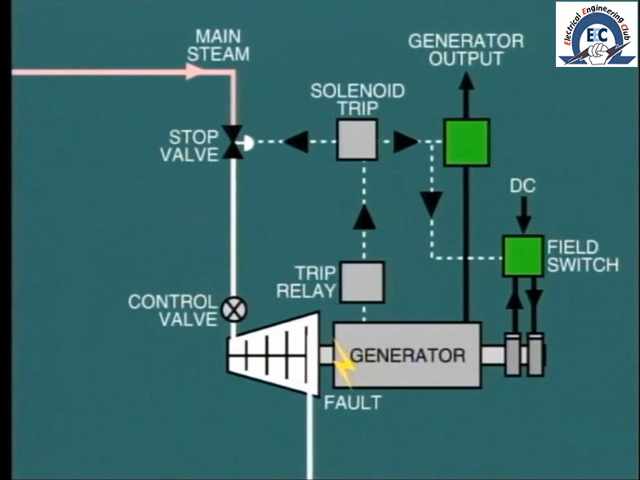 Electrical Engineering Club
EEC
MAIN
STEAM
GENERATOR
OUTPUT
SOLENOID
TRIP
STOP
VALVE
DC
FIELD
SWITCH
TRIP
RELAY
CONTROL
VALVE
GENERATOR
FAULT